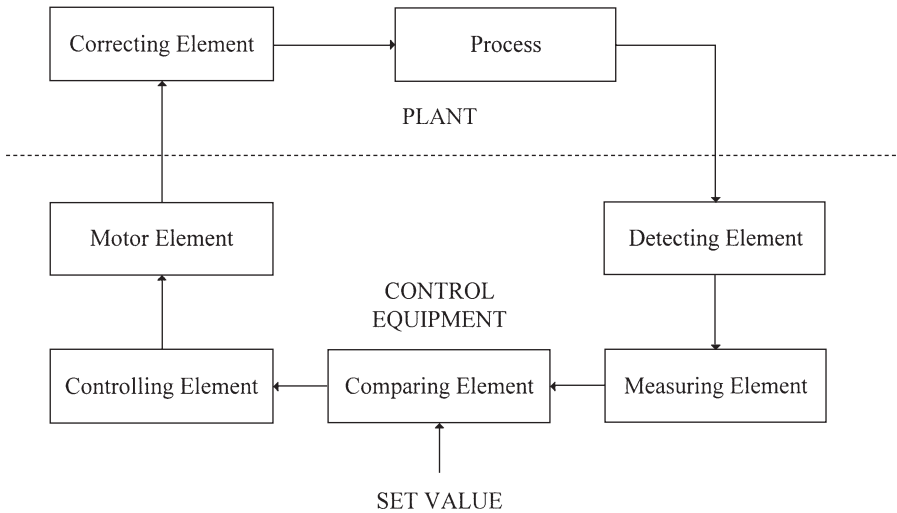 Correcting Element
Process
PLANT
Motor Element
Detecting Element
CONTROL
EQUIPMENT
Controlling Element
Comparing Element
Measuring Element
SET VALUE